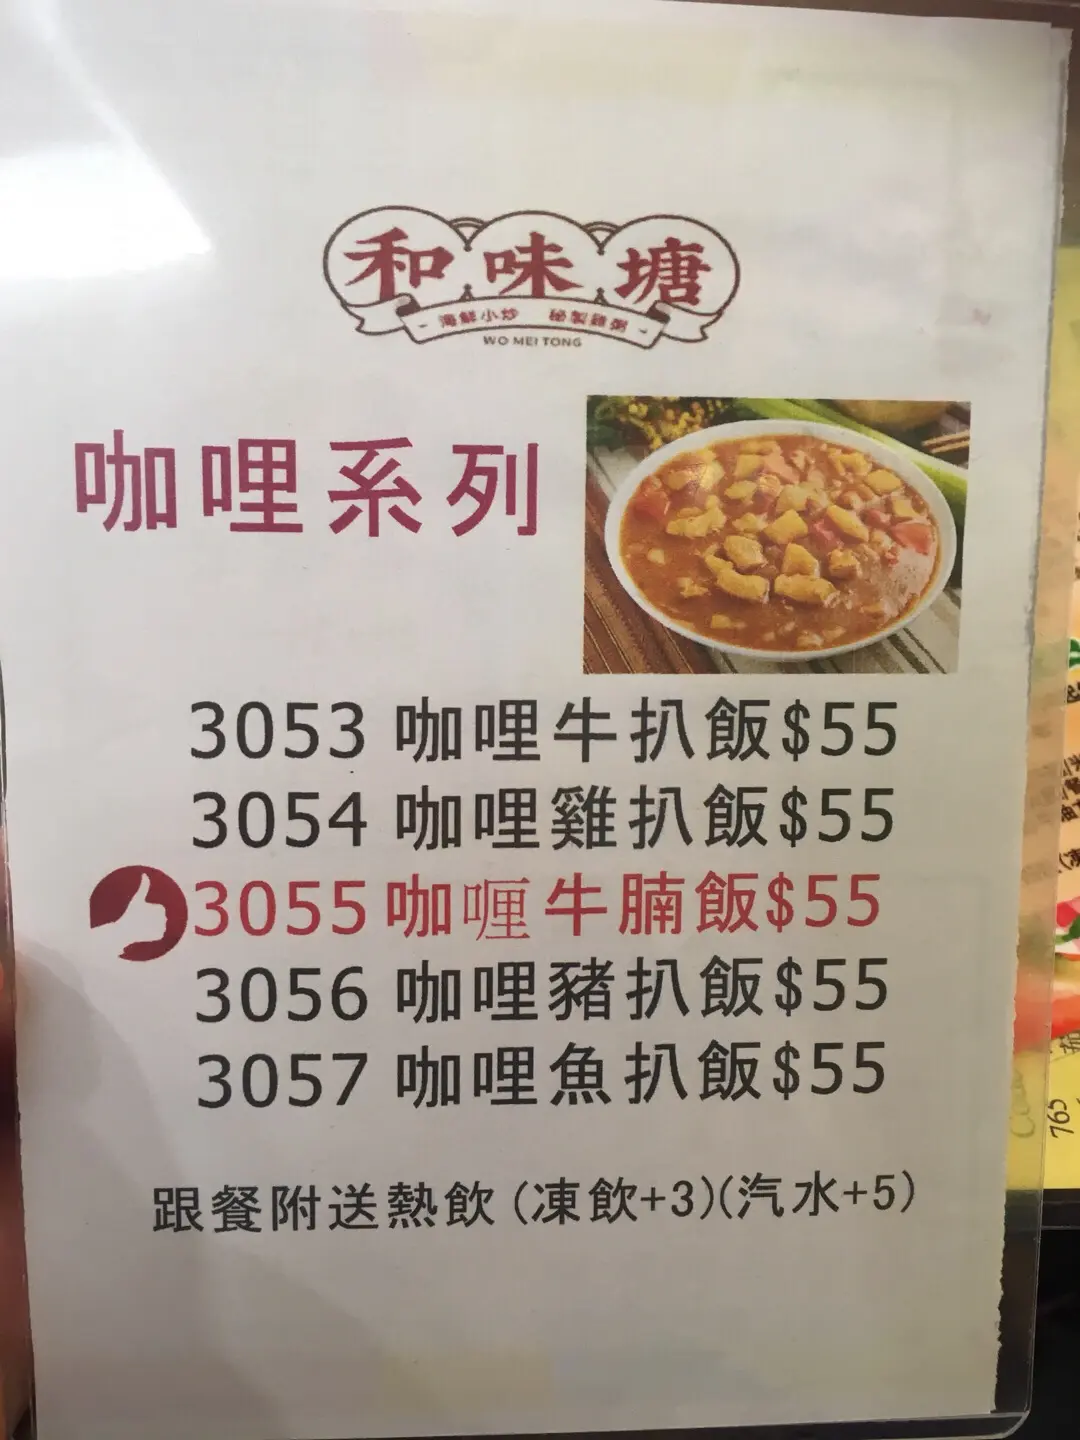 和味塘
海鮮小炒 秘製雞粥
WO MEI TONG
咖哩系列
3053 咖哩牛扒飯$55
3054 咖哩雞扒飯$55
3055 咖喱牛腩飯$55
3056 咖哩豬扒飯$55
3057 咖哩魚扒飯$55
跟餐附送熱飲(凍飲+3)(汽水+5)
765